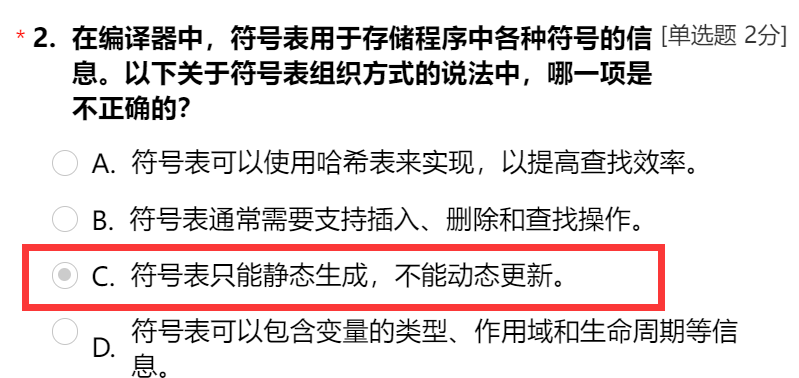 * 2. 在编译器中，符号表用于存储程序中各种符号的信 [单选题 2分]
息。以下关于符号表组织方式的说法中，哪一项是
不正确的？
A. 符号表可以使用哈希表来实现，以提高查找效率。
B. 符号表通常需要支持插入、删除和查找操作。
C. 符号表只能静态生成，不能动态更新。
D. 符号表可以包含变量的类型、作用域和生命周期等信
息。